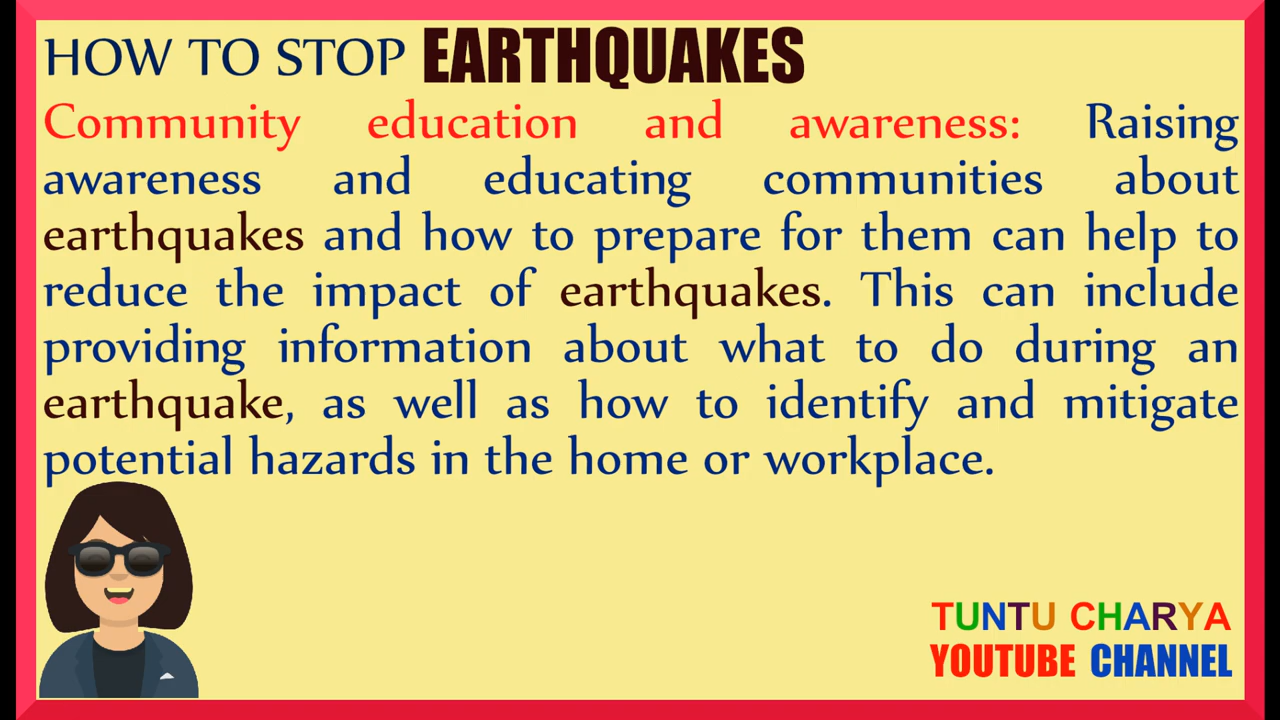 HOW TO STOP EARTHQUAKES
Community education and awareness: Raising
awareness and educating communities about
earthquakes and how to prepare for them can help to
reduce the impact of earthquakes. This can include
providing information about what to do during an
earthquake, as well as how to identify and mitigate
potential hazards in the home or workplace.
TUNTU CHARYA
YOUTUBE CHANNEL